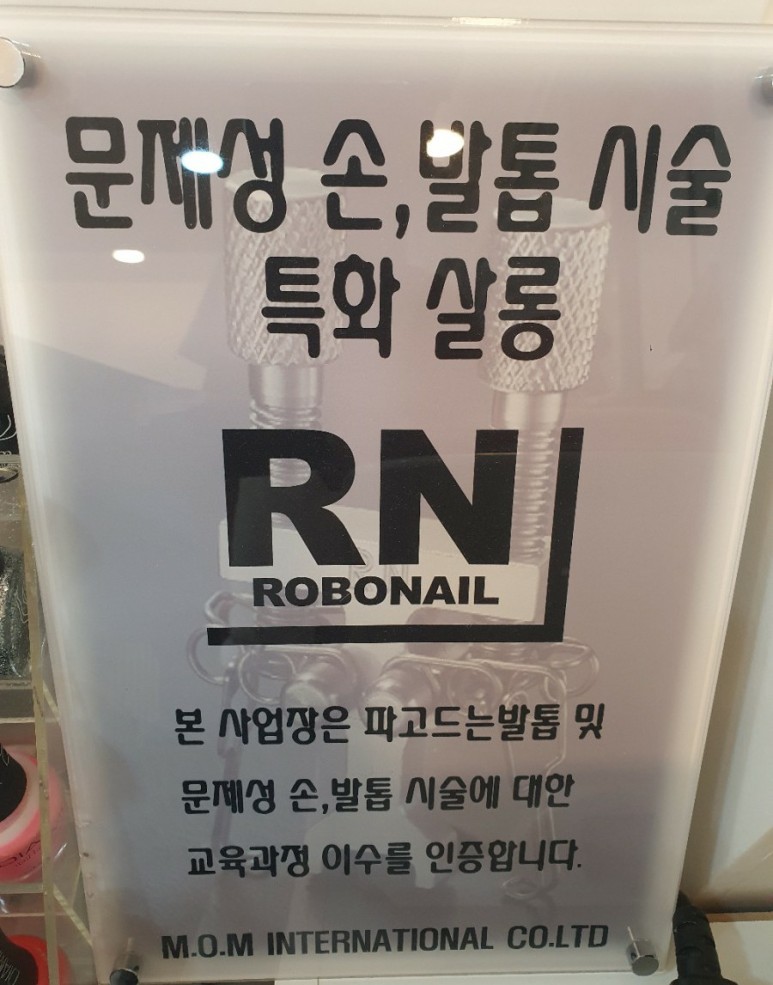 문제성 손,발톱 시술
특화 살롱
RN
ROBONAIL
본 사업장은 파고드는발톱 및
문제성 손,발톱 시술에 대한
교육과정 이수를 인증합니다.
M.O.M INTERNATIONAL CO.LTD